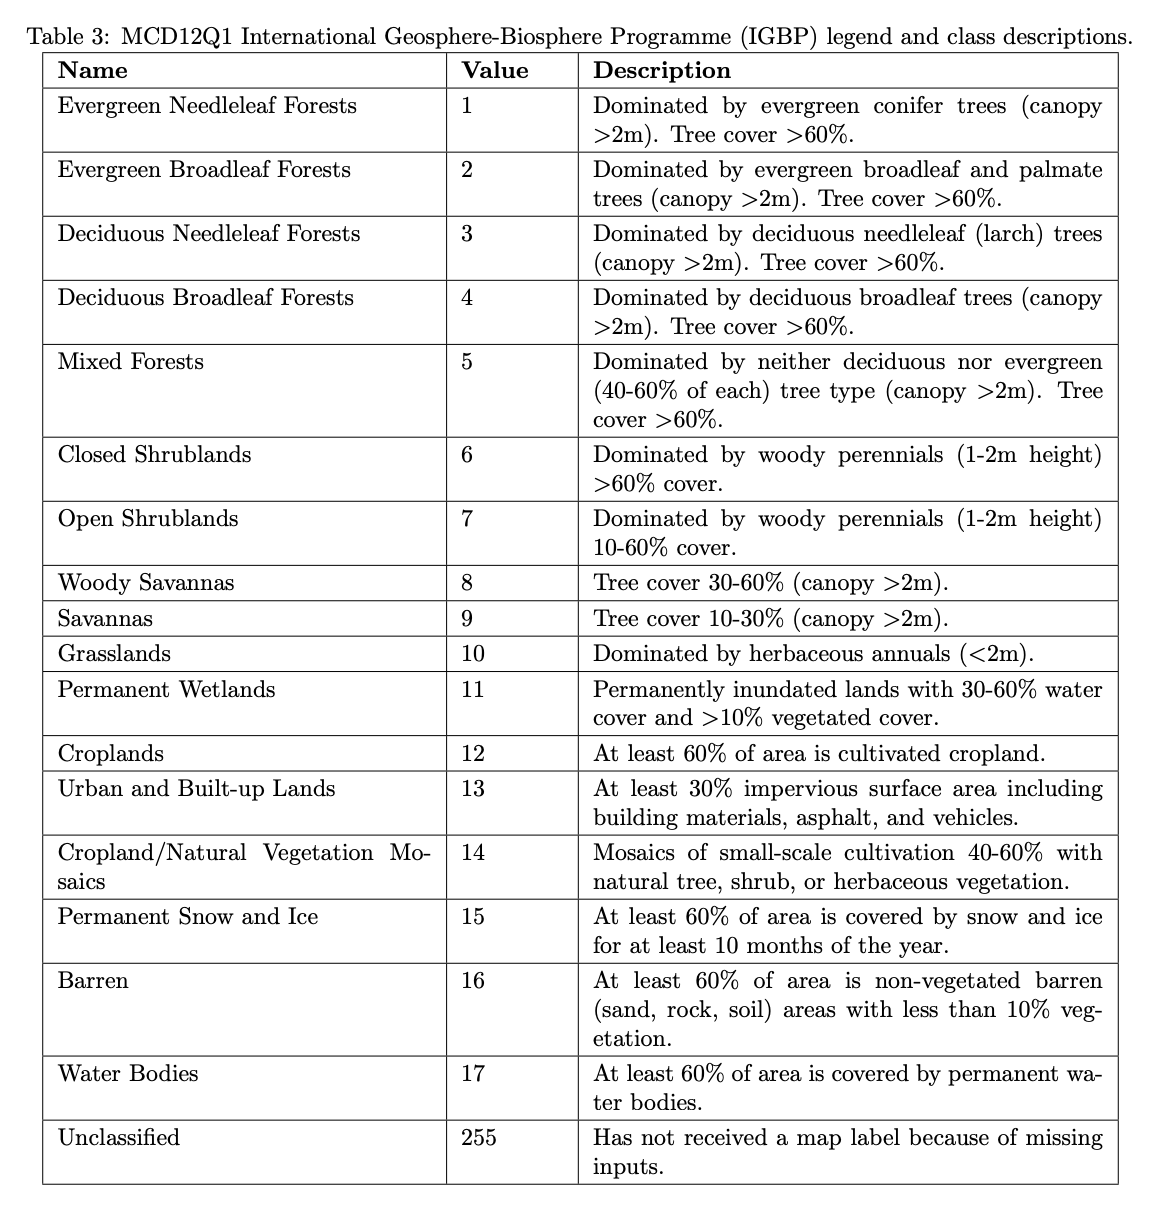 Table 3: MCD12Q1 International Geosphere-Biosphere Programme (IGBP) legend and class descriptions.
Name Value Description
Evergreen Needleleaf Forests 1 Dominated by evergreen conifer trees (canopy
>2m). Tree cover >60%.
Evergreen Broadleaf Forests 2 Dominated by evergreen broadleaf and palmate
trees (canopy >2m). Tree cover >60%.
Deciduous Needleleaf Forests 3 Dominated by deciduous needleleaf (larch) trees
(canopy >2m). Tree cover >60%.
Deciduous Broadleaf Forests 4 Dominated by deciduous broadleaf trees (canopy
>2m). Tree cover >60%.
Mixed Forests 5 Dominated by neither deciduous nor evergreen
(40-60% of each) tree type (canopy >2m). Tree
cover >60%.
Closed Shrublands 6 Dominated by woody perennials (1-2m height)
>60% cover.
Open Shrublands 7 Dominated by woody perennials (1-2m height)
10-60% cover.
Woody Savannas 8 Tree cover 30-60% (canopy >2m).
Savannas 9 Tree cover 10-30% (canopy >2m).
Grasslands 10 Dominated by herbaceous annuals (<2m).
Permanent Wetlands 11 Permanently inundated lands with 30-60% water
cover and >10% vegetated cover.
Croplands 12 At least 60% of area is cultivated cropland.
Urban and Built-up Lands 13 At least 30% impervious surface area including
building materials, asphalt, and vehicles.
Cropland/Natural Vegetation Mo- 14 Mosaics of small-scale cultivation 40-60% with
saics natural tree, shrub, or herbaceous vegetation.
Permanent Snow and Ice 15 At least 60% of area is covered by snow and ice
for at least 10 months of the year.
Barren 16 At least 60% of area is non-vegetated barren
(sand, rock, soil) areas with less than 10% veg-
etation.
Water Bodies 17 At least 60% of area is covered by permanent wa-
ter bodies.
Unclassified 255 Has not received a map label because of missing
inputs.